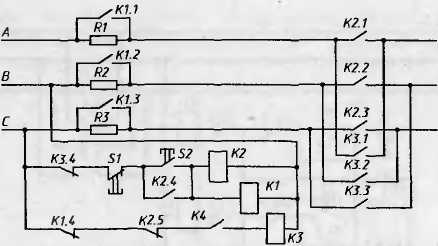 K1.1
A
R1
K2.1
K1.2
B
R2
K2.2
K1.3
C
R3
K2.3
K3.1
K3.4
S1
S2
K2
K3.2
K2.4
K1
K3.3
K1.4
K2.5
K4
K3